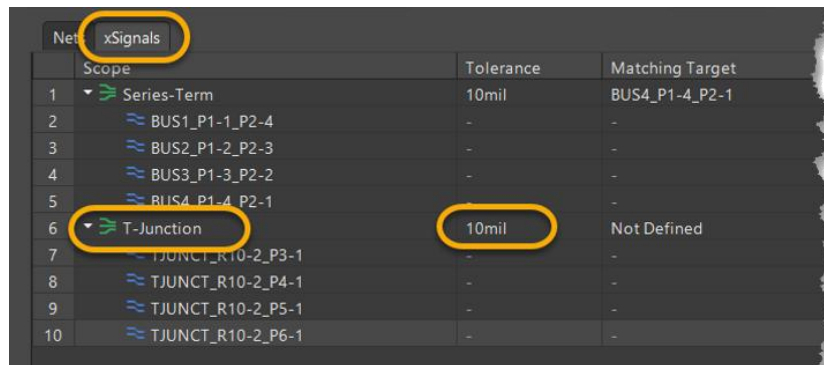 Nets xSignals
Scope Tolerance Matching Target
1 Series-Term 10mil BUS4_P1-4_P2-1
2 BUS1_P1-1_P2-4 - -
3 BUS2_P1-2_P2-3 - -
4 BUS3_P1-3_P2-2 - -
5 BUS4_P1-4_P2-1 - -
6 T-Junction 10mil Not Defined
7 TJUNCT_R10-2_P3-1 - -
8 TJUNCT_R10-2_P4-1 - -
9 TJUNCT_R10-2_P5-1 - -
10 TJUNCT_R10-2_P6-1 - -